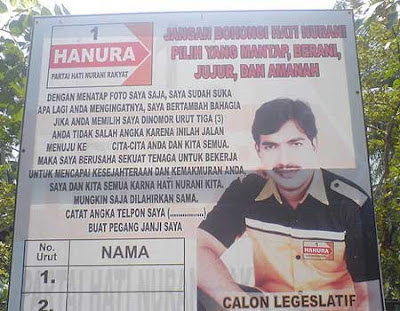 1
HANURA
PARTAI HATI NURANI RAKYAT
JANGAN BOHONGI HATI NURANI
PILIH YANG MANTAP, BERANI,
JUJUR, DAN AMANAH
DENGAN MENATAP FOTO SAYA SAJA, SAYA SUDAH SUKA
APA LAGI ANDA MENGINGATNYA, SAYA BERTAMBAH BAHAGIA
JIKA ANDA MEMILIH SAYA DINOMOR URUT TIGA (3)
ANDA TIDAK SALAH ANGKA KARENA INILAH JALAN
MENUJU KE CITA-CITA ANDA DAN KITA SEMUA.
MAKA SAYA BERUSAHA SEKUAT TENAGA UNTUK BEKERJA
UNTUK MENCAPAI KESEJAHTERAAN DAN KEMAKMURAN ANDA,
SAYA DAN KITA SEMUA KARNA HATI NURANI KITA.
MUNGKIN SAJA DILAHIRKAN SAMA.
CATAT ANGKA TELPON SAYA (..............)
BUAT PEGANG JANJI SAYA
HANURA
No. Urut
NAMA
1.
2.
CALON LEGESLATIF